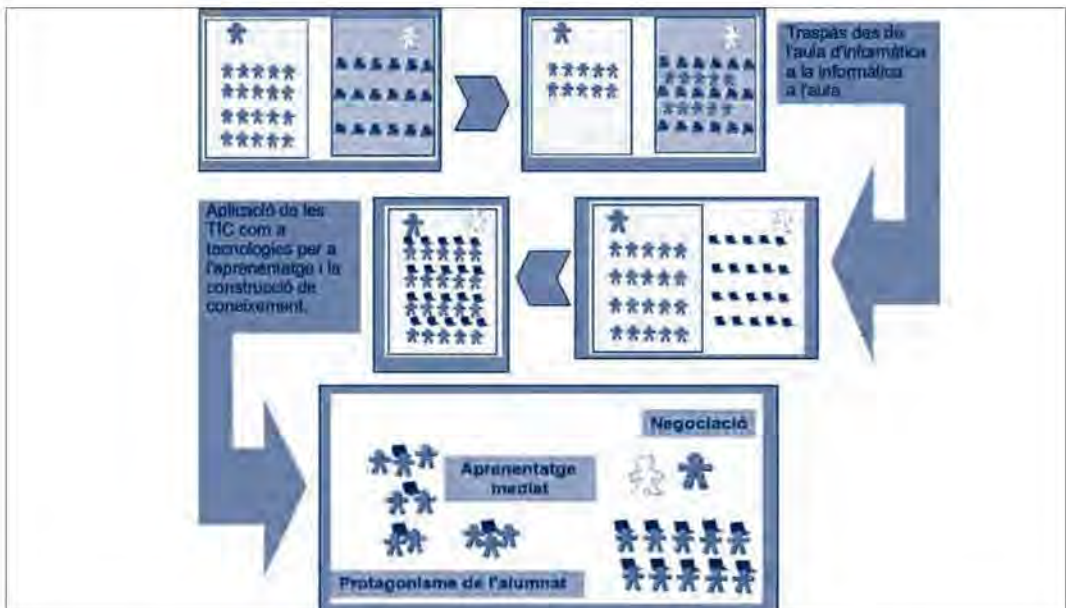 Traspàs des de
l'aula d'informàtica
a la informàtica
a l'aula
Aplicació de les
TIC com a
tecnologies per a
l'aprenentatge i la
construcció de
coneixement.
Negociació
Aprenentatge
mediat
Protagonisme de l'alumnat